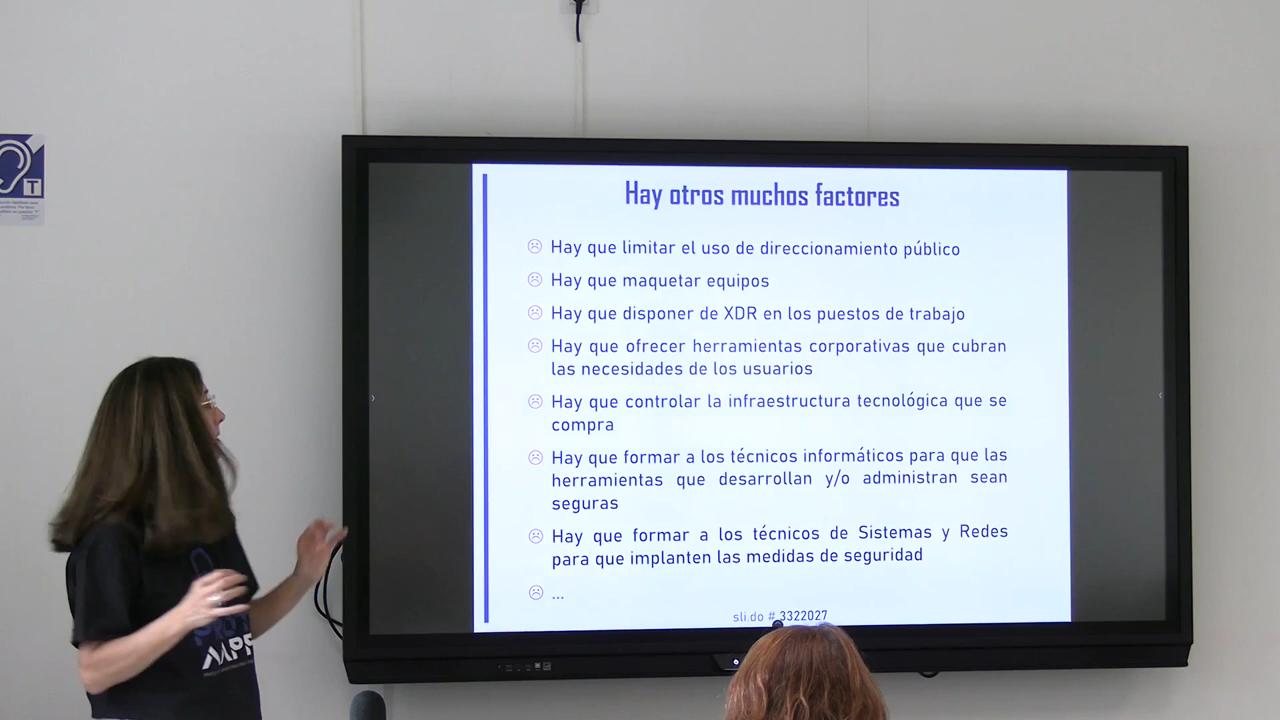 Hay otros muchos factores
Hay que limitar el uso de direccionamiento público
Hay que maquetar equipos
Hay que disponer de XDR en los puestos de trabajo
Hay que ofrecer herramientas corporativas que cubran
las necesidades de los usuarios
Hay que controlar la infraestructura tecnológica que se
compra
Hay que formar a los técnicos informáticos para que las
herramientas que desarrollan y/o administran sean
seguras
Hay que formar a los técnicos de Sistemas y Redes
para que implanten las medidas de seguridad
...
sli.do # 3322027
T